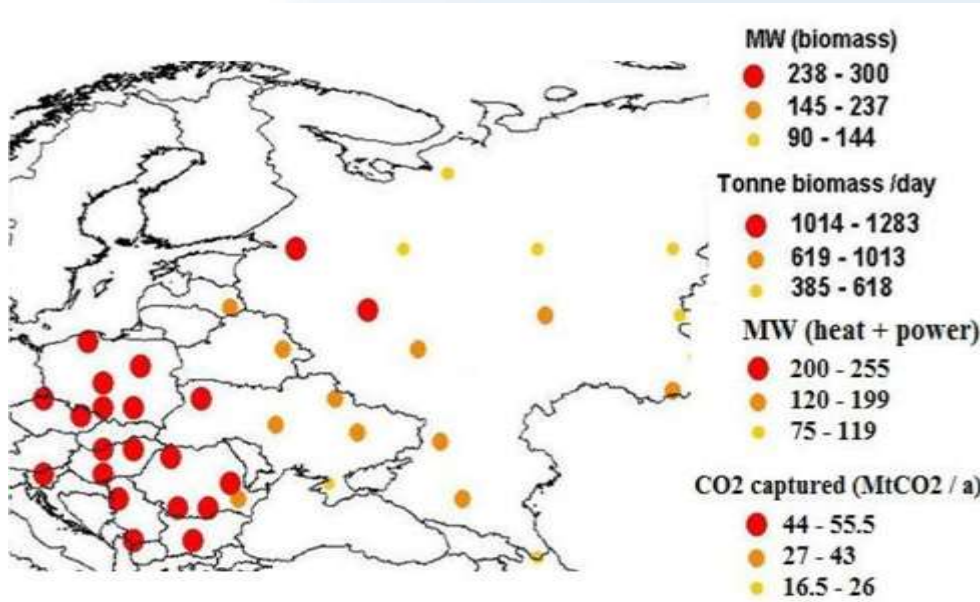 MW (biomass)
238 - 300
145 - 237
90 - 144
Tonne biomass /day
1014 - 1283
619 - 1013
385 - 618
MW (heat + power)
200 - 255
120 - 199
75 - 119
CO2 captured (MtCO2 / a)
44 - 55.5
27 - 43
16.5 - 26